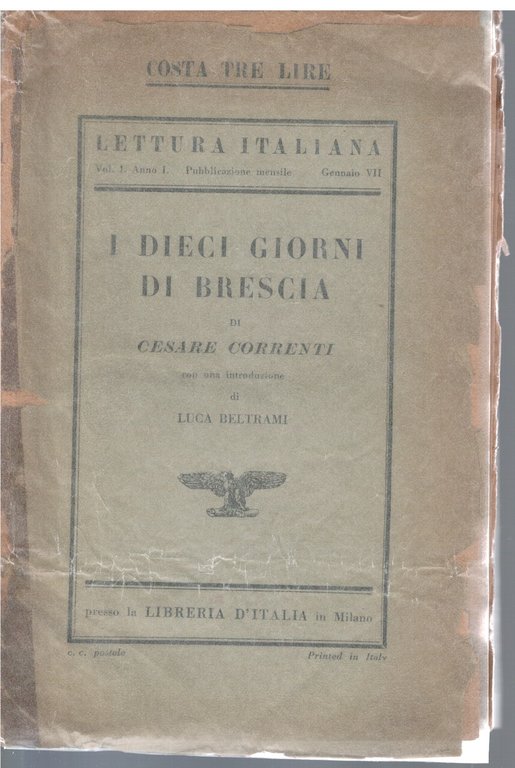 COSTA TRE LIRE
LETTURA ITALIANA
Vol. I. Anno I. Pubblicazione mensile Gennaio VII
I DIECI GIORNI
DI BRESCIA
DI
CESARE CORRENTI
con una introduzione
di
LUCA BELTRAMI
presso la LIBRERIA D'ITALIA in Milano
c. c. postale Printed in Italy